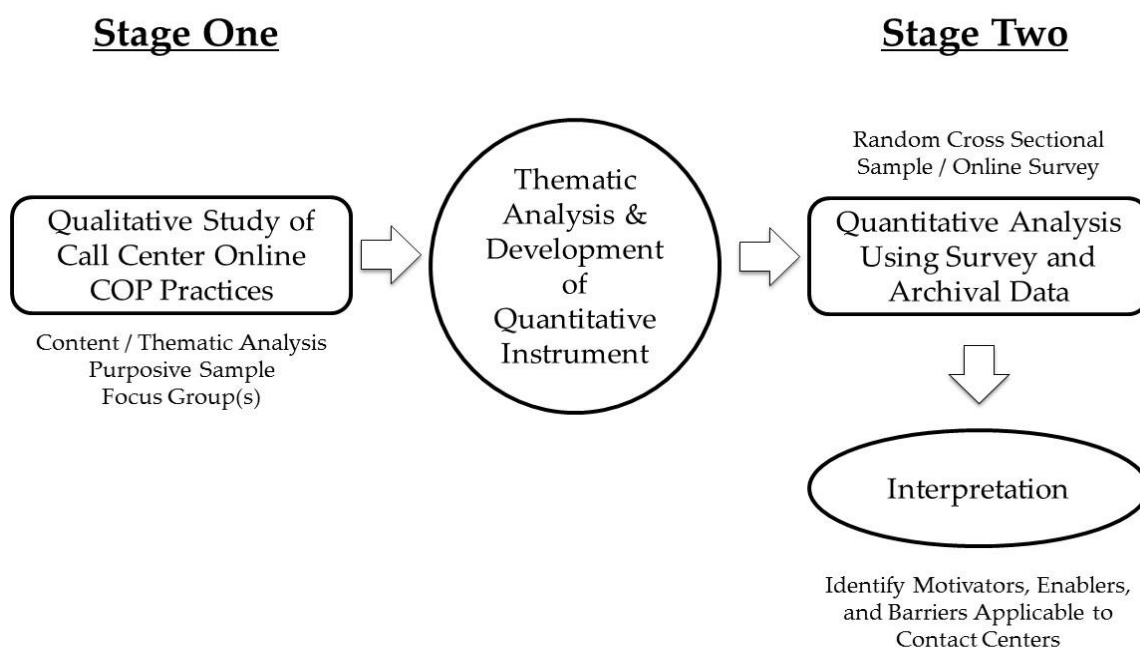 Stage One
Stage Two
Qualitative Study of
Call Center Online
COP Practices
Content / Thematic Analysis
Purposive Sample
Focus Group(s)
Thematic
Analysis &
Development
of
Quantitative
Instrument
Random Cross Sectional
Sample / Online Survey
Quantitative Analysis
Using Survey and
Archival Data
Interpretation
Identify Motivators, Enablers,
and Barriers Applicable to
Contact Centers